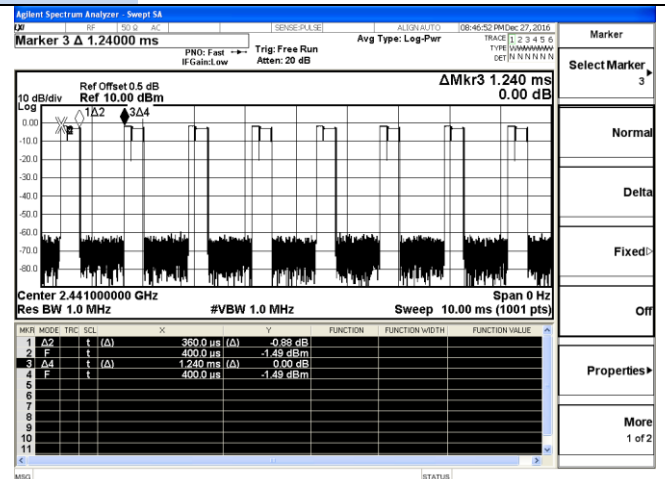 Agilent Spectrum Analyzer - Swept SA
LXI RF 50 Ω AC SENSE:PULSE ALIGNAUTO 08:46:52 PM Dec 27, 2016
Marker 3 Δ 1.24000 ms Avg Type: Log-Pwr TRACE 1 2 3 4 5 6
PNO: Fast Trig: Free Run TYPE WWWWWW
IFGain:Low Atten: 20 dB DET N N N N N N
Ref Offset 0.5 dB ΔMkr3 1.240 ms
10 dB/div Ref 10.00 dBm 0.00 dB
Log
1Δ2 3Δ4
0.00
-10.0
-20.0
-30.0
-40.0
-50.0
-60.0
-70.0
-80.0
Center 2.441000000 GHz Span 0 Hz
Res BW 1.0 MHz #VBW 1.0 MHz Sweep 10.00 ms (1001 pts)
MKR MODE TRC SCL X Y FUNCTION FUNCTION WIDTH FUNCTION VALUE
1 Δ2 t (Δ) 360.0 us (Δ) -0.88 dB
2 F t 400.0 us -1.49 dBm
3 Δ4 t (Δ) 1.240 ms (Δ) 0.00 dB
4 F t 400.0 us -1.49 dBm
5
6
7
8
9
10
11
MSG STATUS
Marker
Select Marker
3
Normal
Delta
Fixed
Off
Properties
More
1 of 2